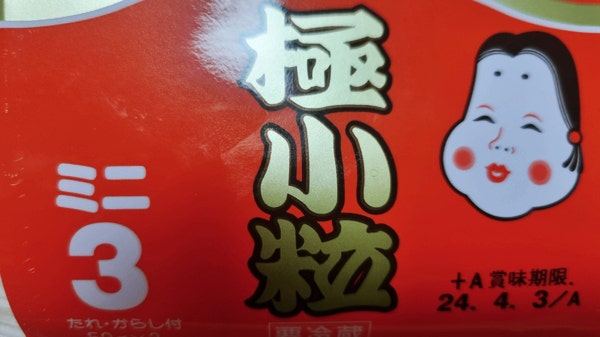 極小粒
ミニ
3
たれ・からし付
+A 賞味期限.
24. 4. 3/A
要冷蔵